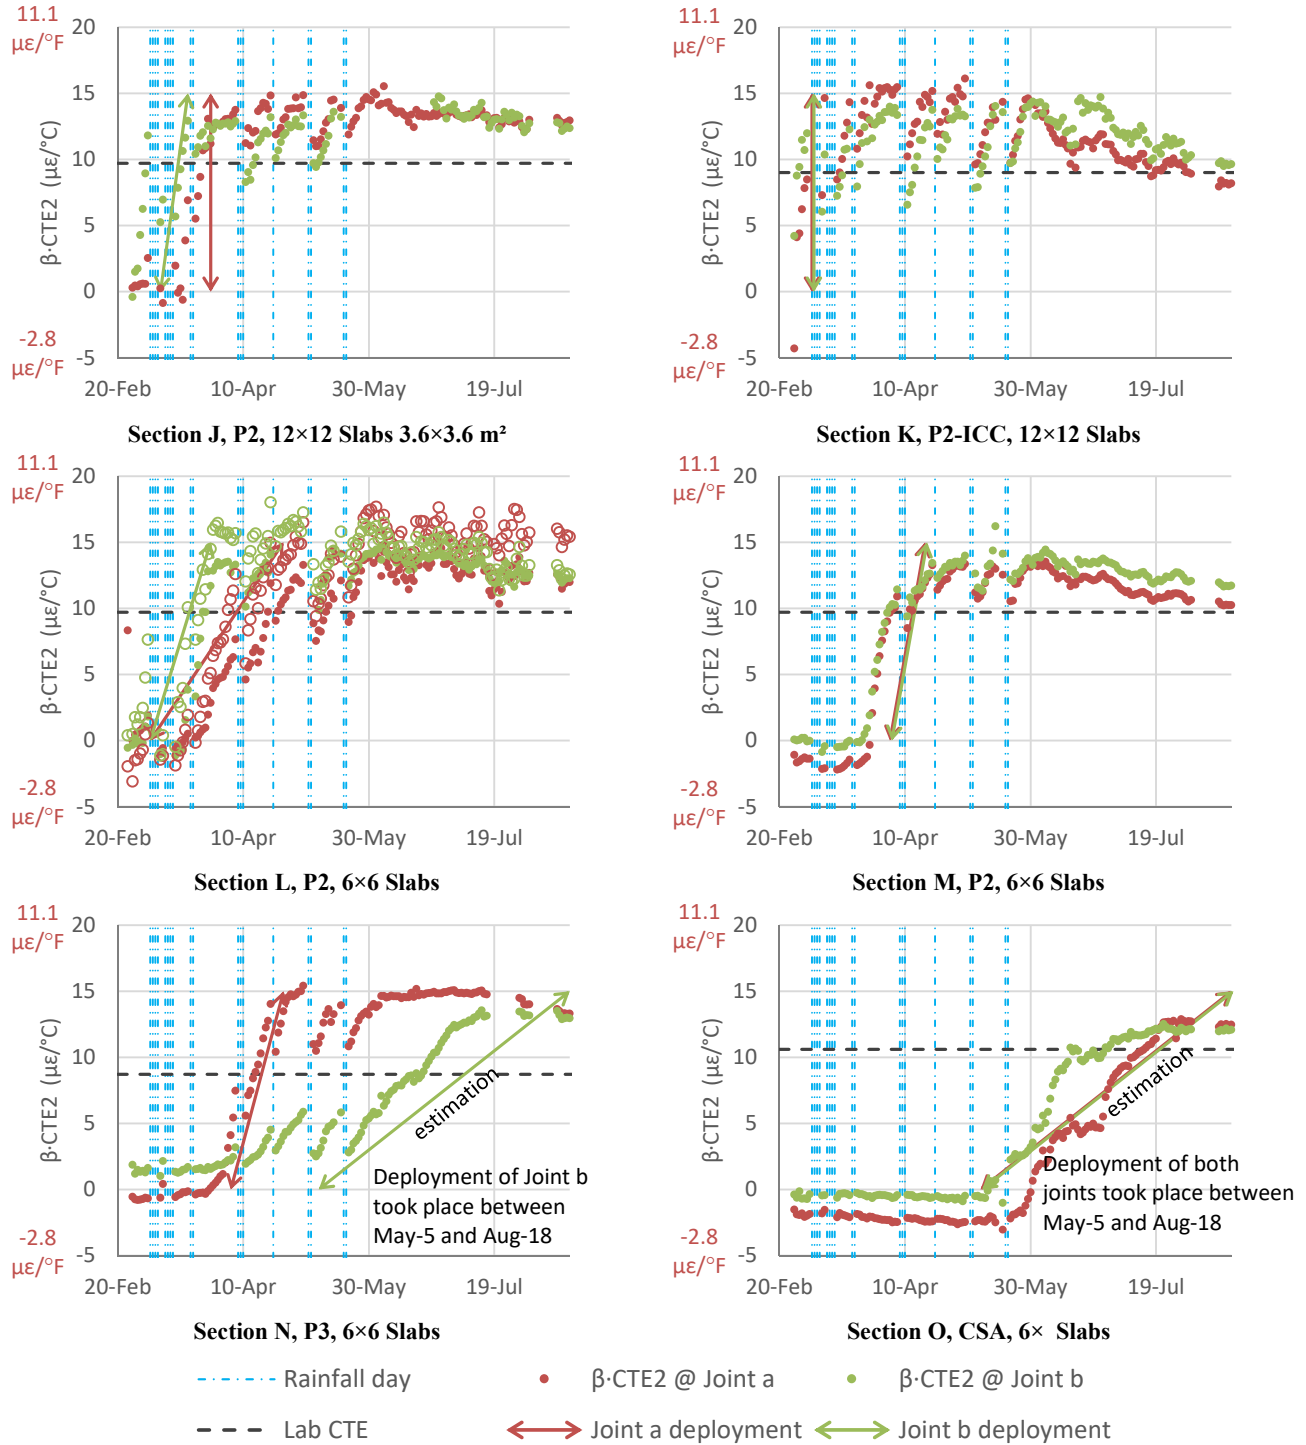 11.1
με/°F
20
15
10
5
0
-5
-2.8
με/°F
β·CTE2 (με/°C)
20-Feb 10-Apr 30-May 19-Jul
Section J, P2, 12×12 Slabs 3.6×3.6 m²
11.1
με/°F
20
15
10
5
0
-5
-2.8
με/°F
β·CTE2 (με/°C)
20-Feb 10-Apr 30-May 19-Jul
Section K, P2-ICC, 12×12 Slabs
11.1
με/°F
20
15
10
5
0
-5
-2.8
με/°F
β·CTE2 (με/°C)
20-Feb 10-Apr 30-May 19-Jul
Section L, P2, 6×6 Slabs
11.1
με/°F
20
15
10
5
0
-5
-2.8
με/°F
β·CTE2 (με/°C)
20-Feb 10-Apr 30-May 19-Jul
Section M, P2, 6×6 Slabs
11.1
με/°F
20
15
10
5
0
-5
-2.8
με/°F
β·CTE2 (με/°C)
estimation
Deployment of Joint b
took place between
May-5 and Aug-18
20-Feb 10-Apr 30-May 19-Jul
Section N, P3, 6×6 Slabs
11.1
με/°F
20
15
10
5
0
-5
-2.8
με/°F
β·CTE2 (με/°C)
estimation
Deployment of both
joints took place between
May-5 and Aug-18
20-Feb 10-Apr 30-May 19-Jul
Section O, CSA, 6× Slabs
Rainfall day
β·CTE2 @ Joint a
β·CTE2 @ Joint b
Lab CTE
Joint a deployment
Joint b deployment